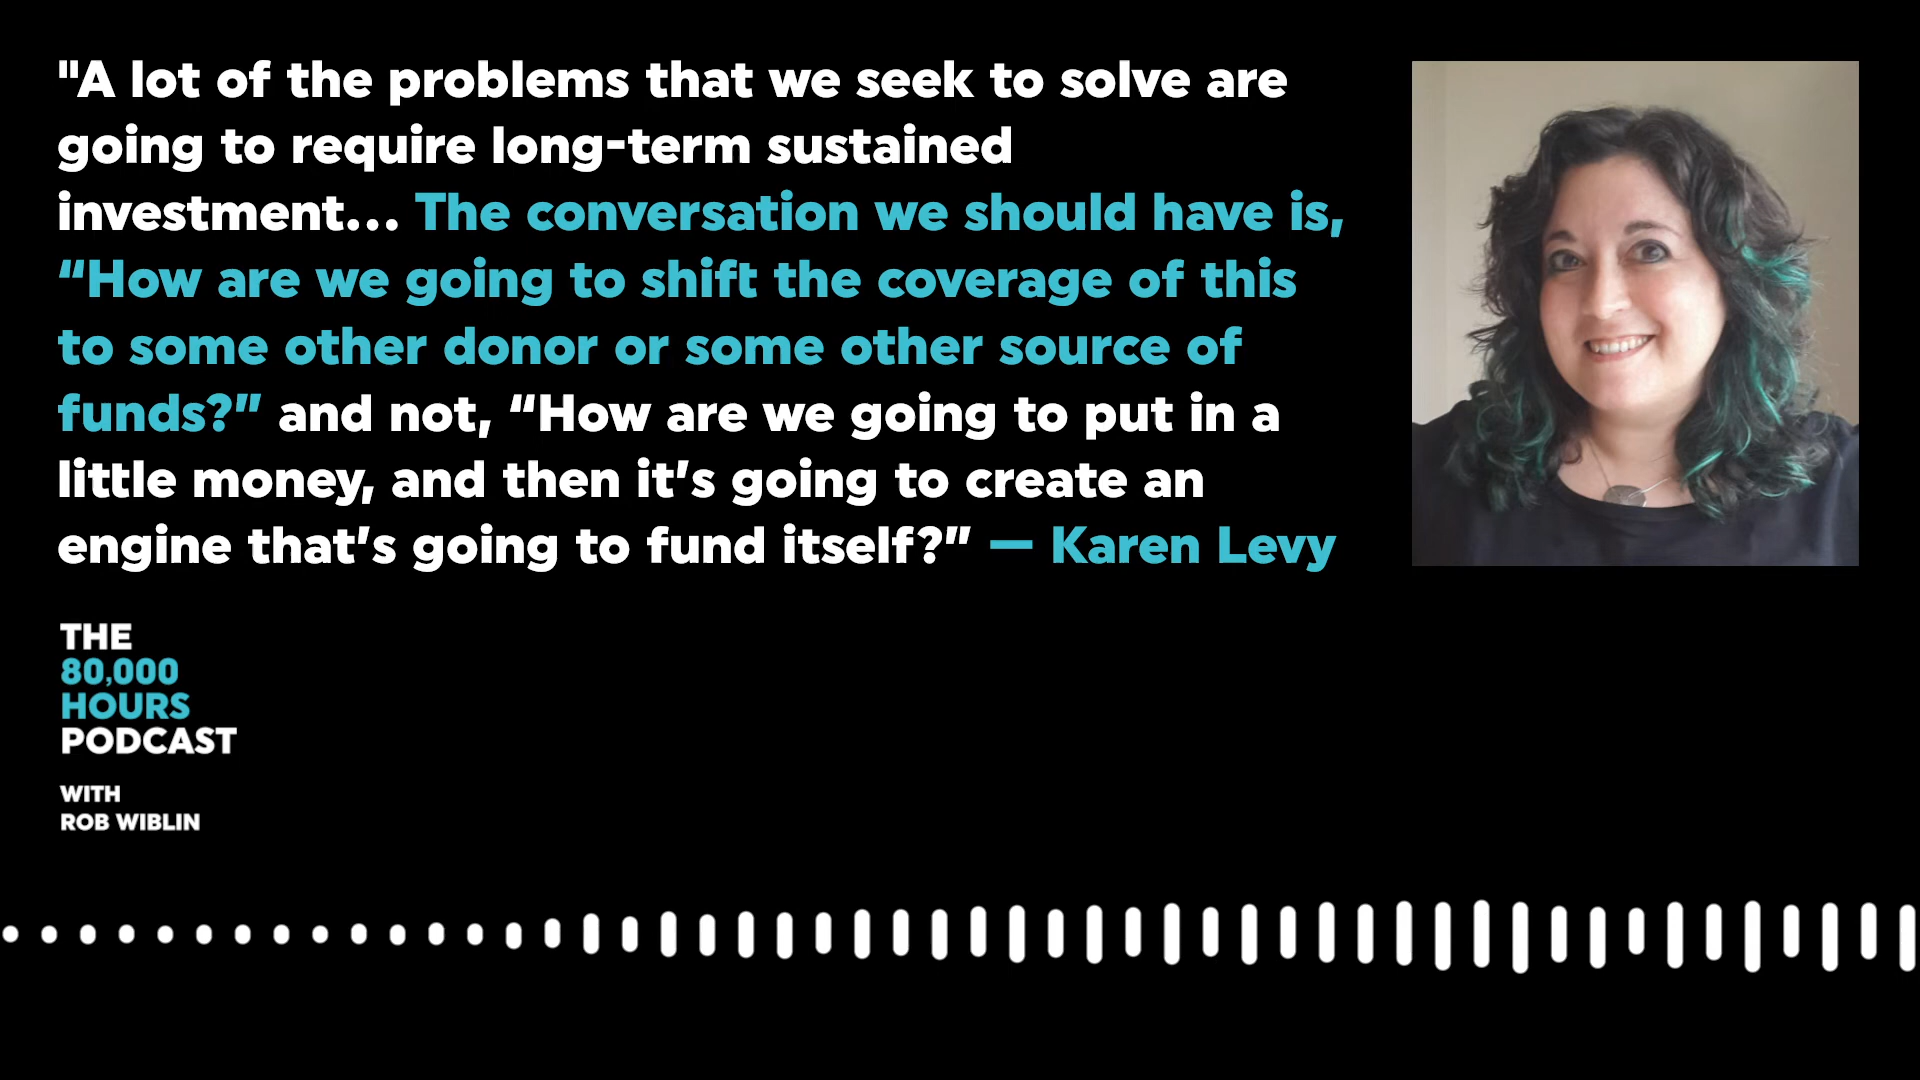 "A lot of the problems that we seek to solve are
going to require long-term sustained
investment... The conversation we should have is,
“How are we going to shift the coverage of this
to some other donor or some other source of
funds?” and not, “How are we going to put in a
little money, and then it’s going to create an
engine that’s going to fund itself?” — Karen Levy
THE
80,000
HOURS
PODCAST
WITH
ROB WIBLIN